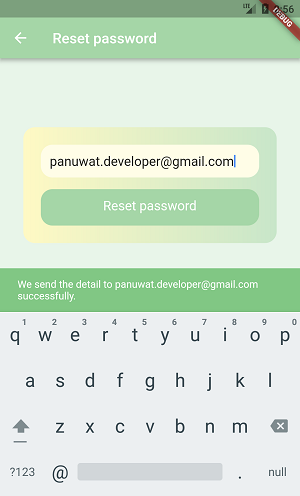 :56
DEBUG
Reset password
panuwat.developer@gmail.com
Reset password
We send the detail to panuwat.developer@gmail.com
successfully.
1 2 3 4 5 6 7 8 9 0
q w e r t y u i o p
a s d f g h j k l
z x c v b n m
?123 @ . null